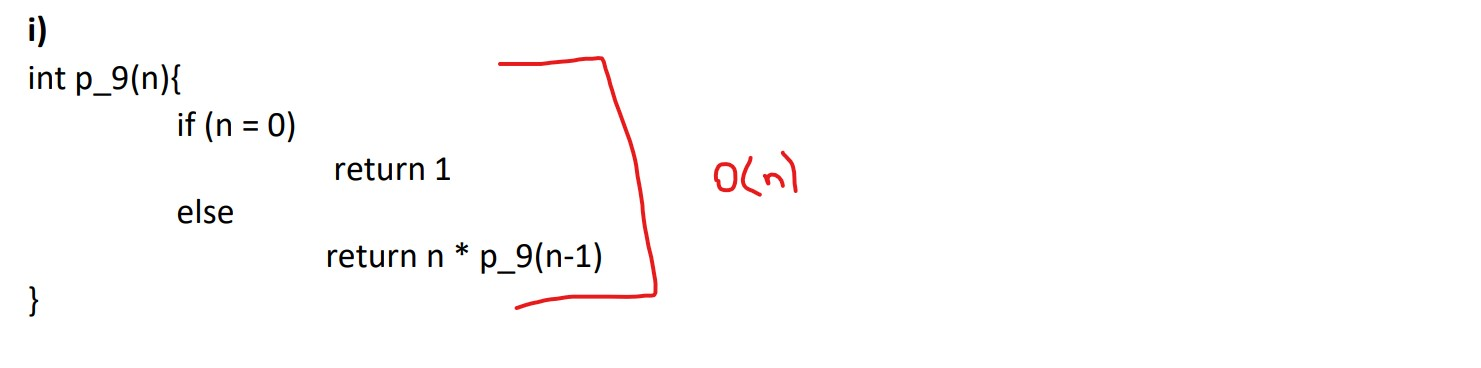 i)
int p_9(n){
if (n = 0)
return 1
O(n)
else
return n * p_9(n-1)
}